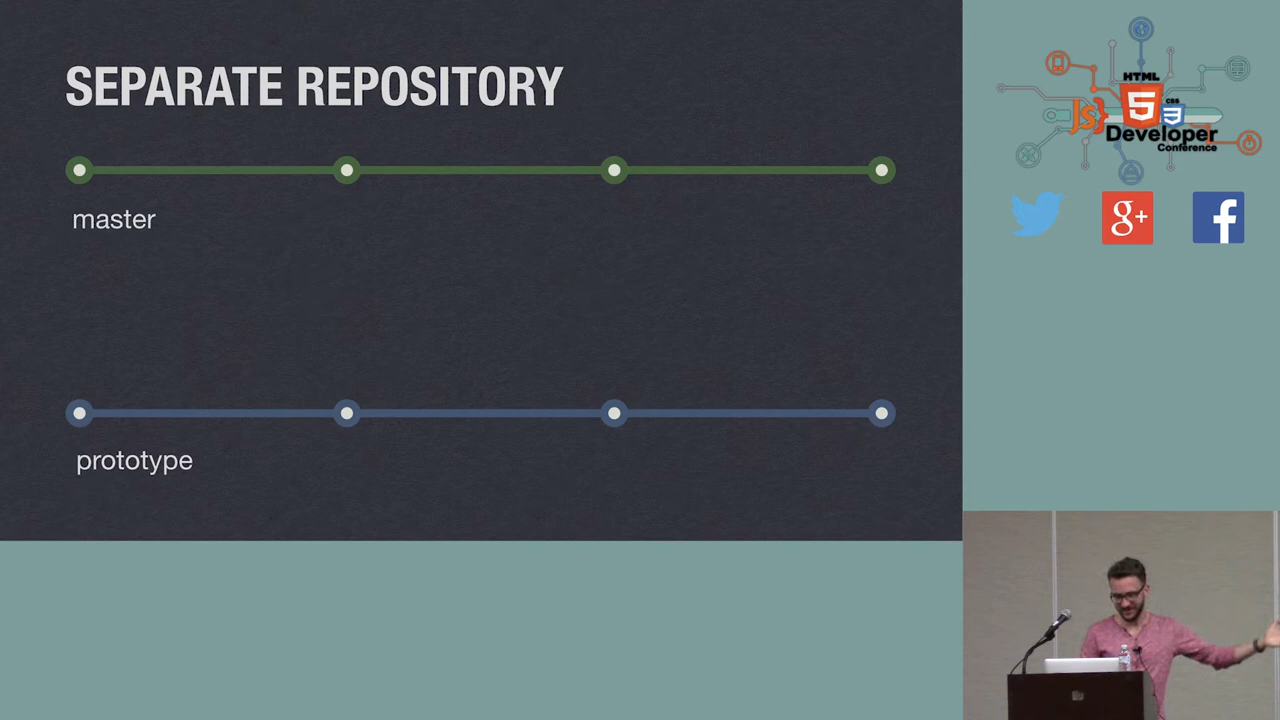 SEPARATE REPOSITORY
master
prototype
HTML
5
JS}
CSS
3
Developer
Conference
g+
f